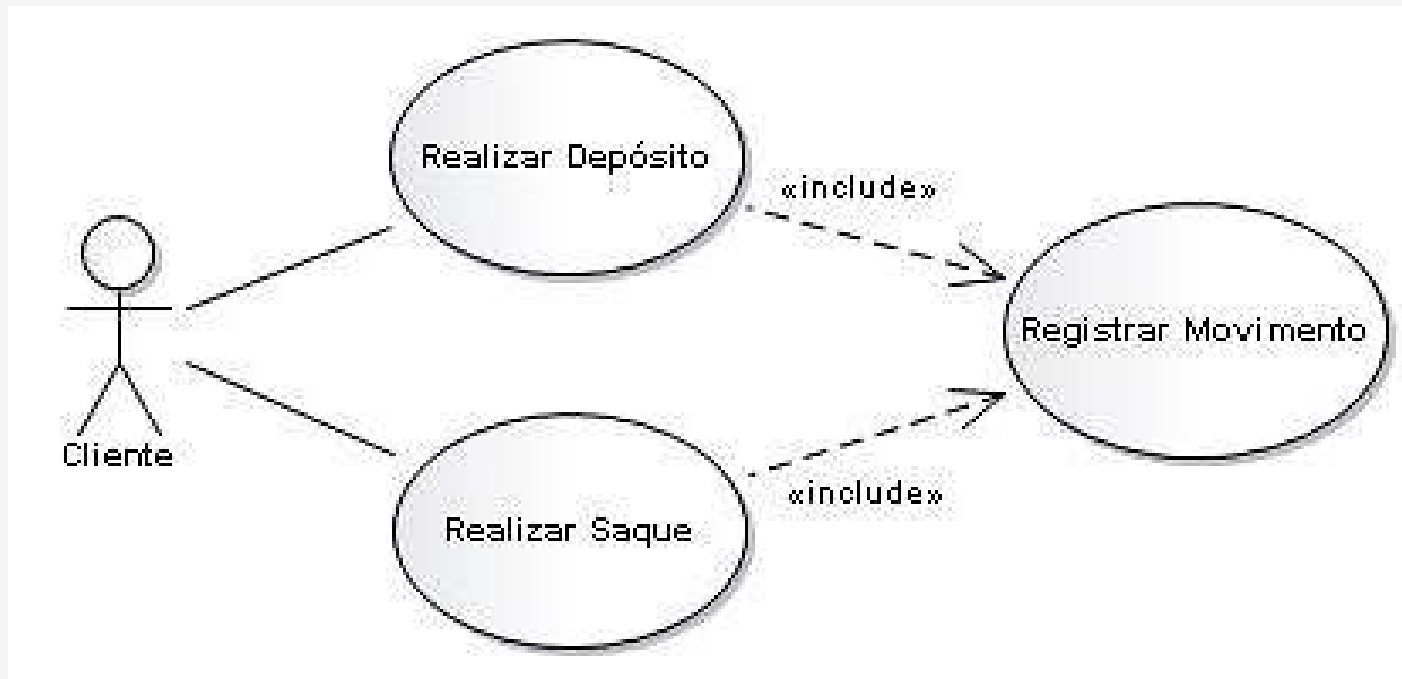 Realizar Depósito
«include»
Registrar Movimento
Cliente
«include»
Realizar Saque